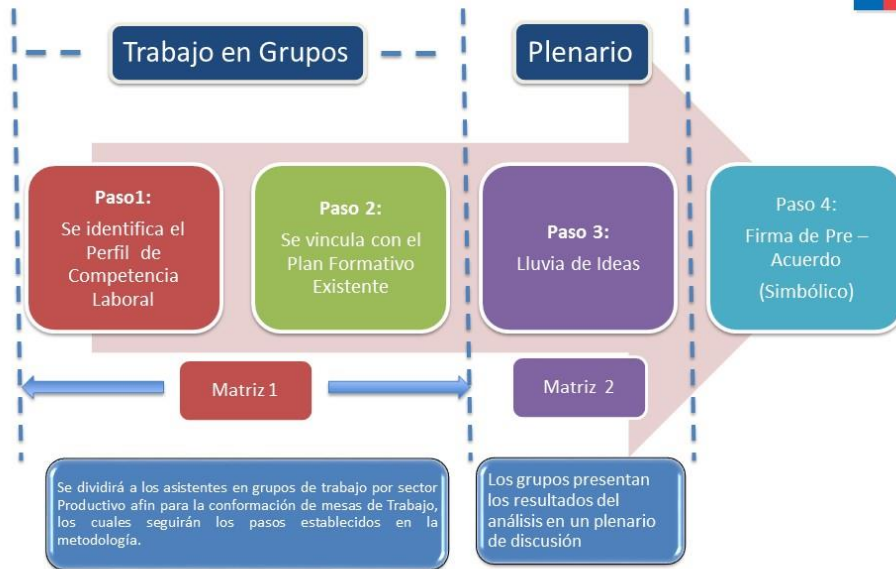 Trabajo en Grupos
Plenario
Paso1:
Se identifica el
Perfil de
Competencia
Laboral
Paso 2:
Se vincula con el
Plan Formativo
Existente
Paso 3:
Lluvia de Ideas
Paso 4:
Firma de Pre –
Acuerdo
(Simbólico)
Matriz 1
Matriz 2
Se dividirá a los asistentes en grupos de trabajo por sector
Productivo afin para la conformación de mesas de Trabajo,
los cuales seguirán los pasos establecidos en la
metodología.
Los grupos presentan
los resultados del
análisis en un plenario
de discusión